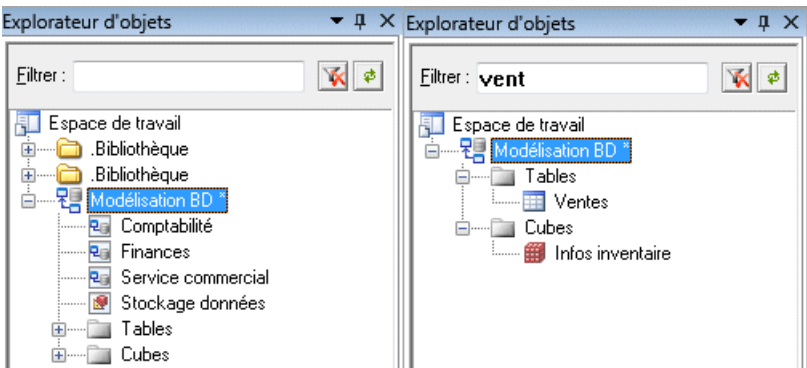 Explorateur d'objets
Filtrer :
Espace de travail
.Bibliothèque
.Bibliothèque
Modélisation BD *
Comptabilité
Finances
Service commercial
Stockage données
Tables
Cubes
Explorateur d'objets
Filtrer : vent
Espace de travail
Modélisation BD *
Tables
Ventes
Cubes
Infos inventaire